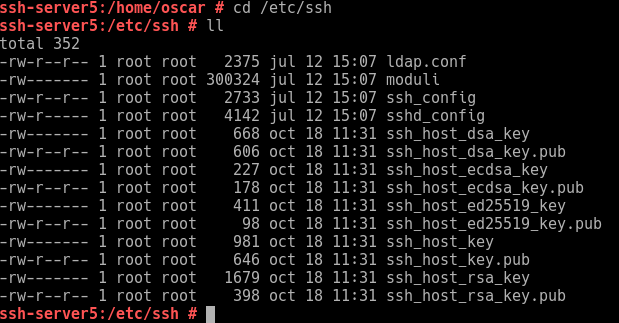 ssh-server5:/home/oscar # cd /etc/ssh
ssh-server5:/etc/ssh # ll
total 352
-rw-r--r-- 1 root root   2375 jul 12 15:07 ldap.conf
-rw-r--r-- 1 root root 300324 jul 12 15:07 moduli
-rw-r--r-- 1 root root   2733 jul 12 15:07 ssh_config
-rw-r----- 1 root root   4142 jul 12 15:07 sshd_config
-rw------- 1 root root    668 oct 18 11:31 ssh_host_dsa_key
-rw-r--r-- 1 root root    606 oct 18 11:31 ssh_host_dsa_key.pub
-rw------- 1 root root    227 oct 18 11:31 ssh_host_ecdsa_key
-rw-r--r-- 1 root root    178 oct 18 11:31 ssh_host_ecdsa_key.pub
-rw------- 1 root root    411 oct 18 11:31 ssh_host_ed25519_key
-rw-r--r-- 1 root root     98 oct 18 11:31 ssh_host_ed25519_key.pub
-rw------- 1 root root    981 oct 18 11:31 ssh_host_key
-rw-r--r-- 1 root root    646 oct 18 11:31 ssh_host_key.pub
-rw------- 1 root root   1679 oct 18 11:31 ssh_host_rsa_key
-rw-r--r-- 1 root root    398 oct 18 11:31 ssh_host_rsa_key.pub
ssh-server5:/etc/ssh #